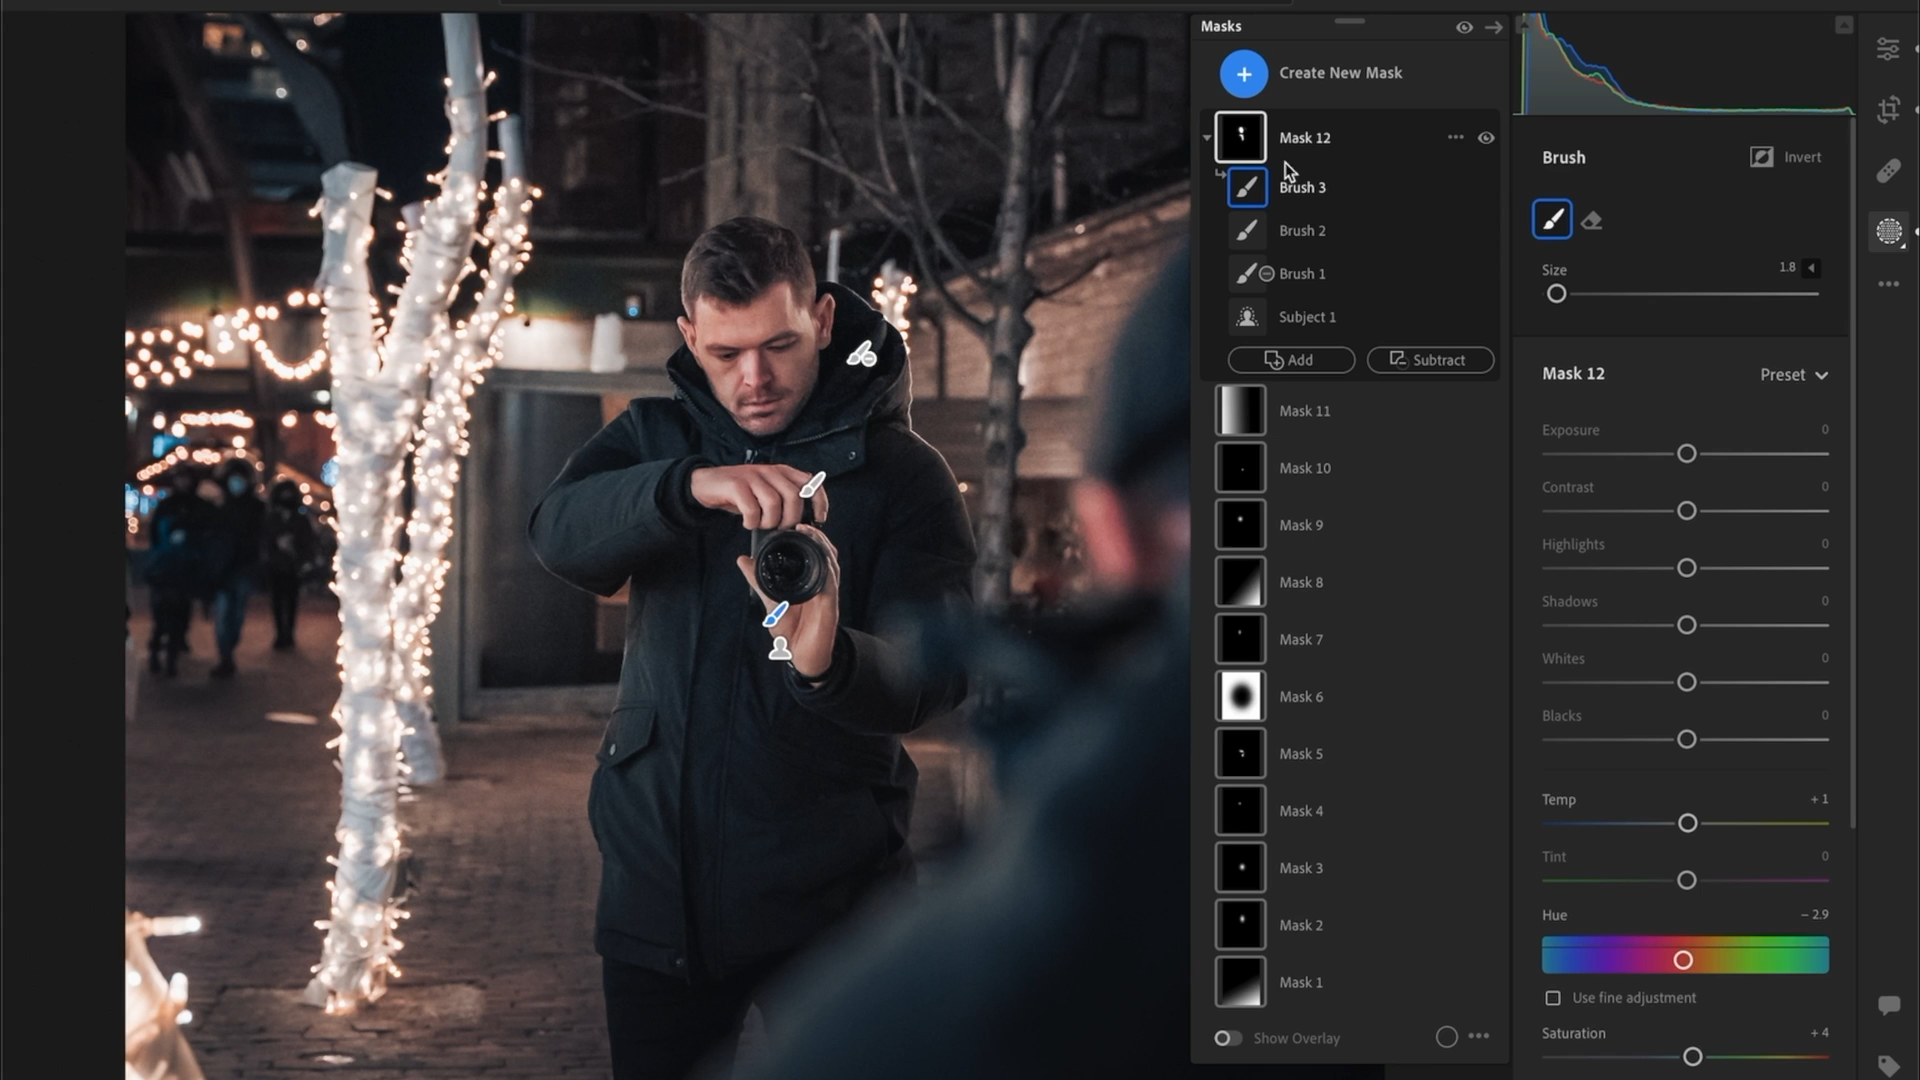 Masks
Create New Mask
Mask 12
Brush 3
Brush 2
Brush 1
Subject 1
Add
Subtract
Mask 11
Mask 10
Mask 9
Mask 8
Mask 7
Mask 6
Mask 5
Mask 4
Mask 3
Mask 2
Mask 1
Show Overlay
Brush
Invert
Size 1.8
Mask 12 Preset
Exposure 0
Contrast 0
Highlights 0
Shadows 0
Whites 0
Blacks 0
Temp + 1
Tint 0
Hue – 2.9
Use fine adjustment
Saturation + 4